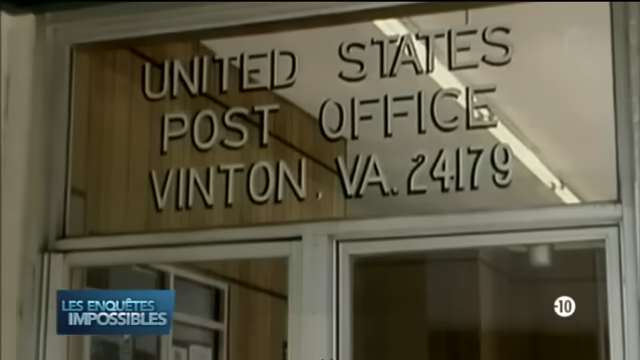 UNITED STATES
POST OFFICE
VINTON, VA. 24179
LES ENQUÊTES
IMPOSSIBLES
-10